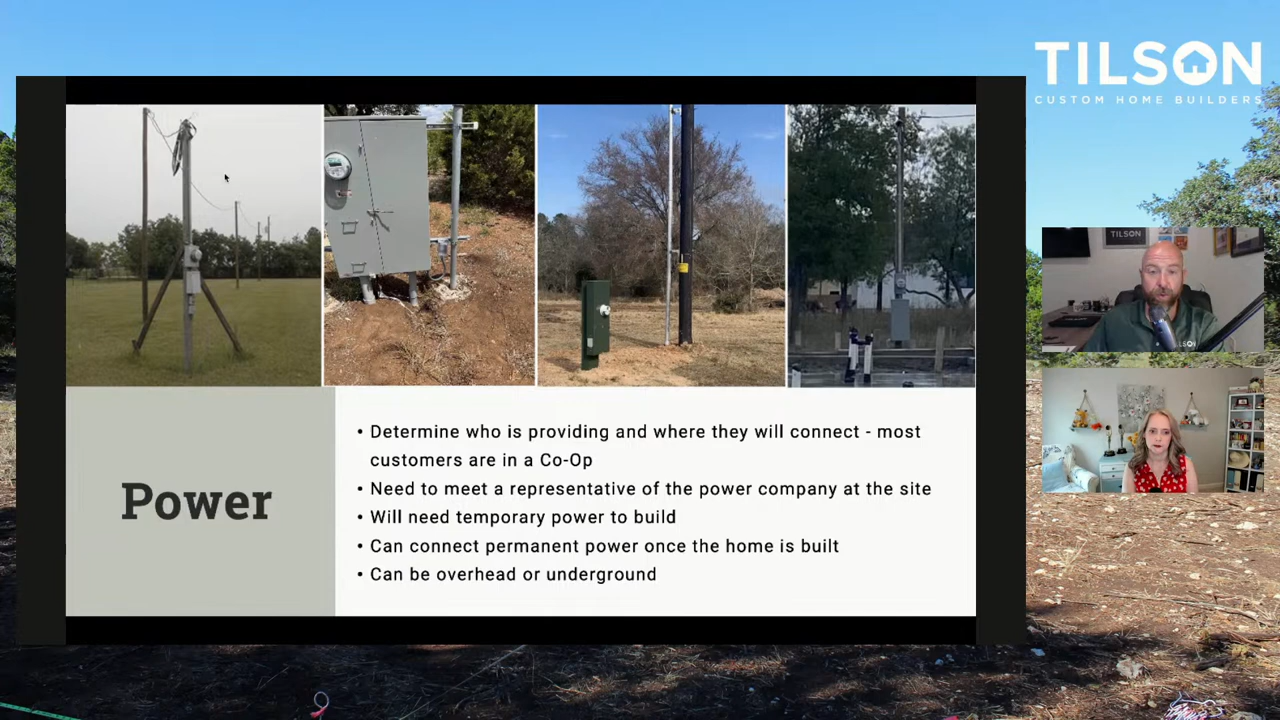 TILSON
CUSTOM HOME BUILDERS
TILSON
Power
• Determine who is providing and where they will connect - most
customers are in a Co-Op
• Need to meet a representative of the power company at the site
• Will need temporary power to build
• Can connect permanent power once the home is built
• Can be overhead or underground